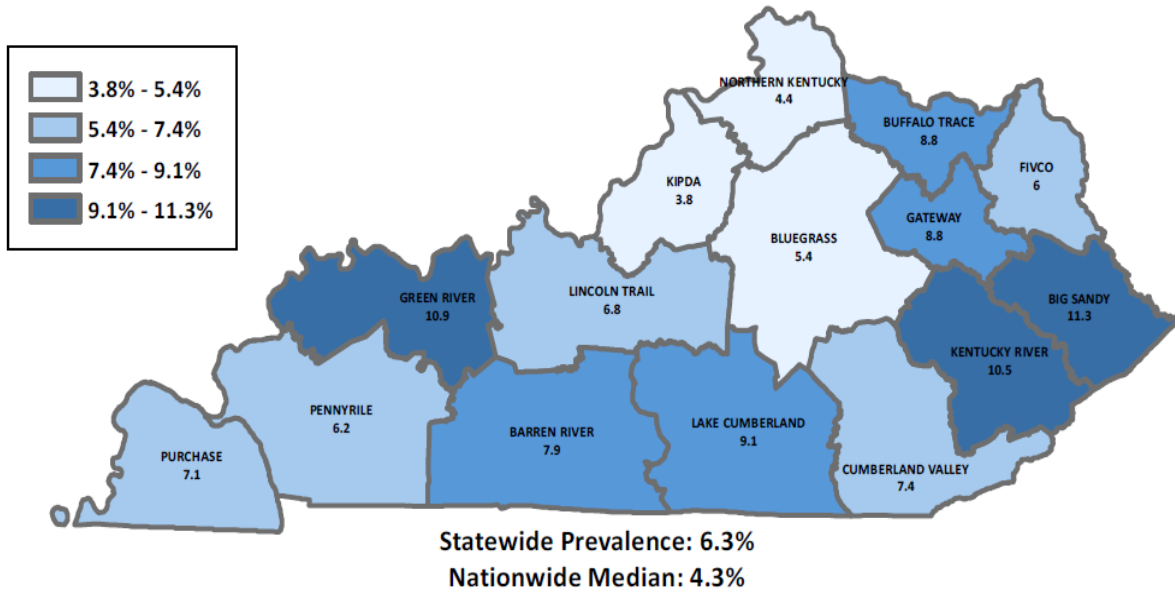 3.8% - 5.4%
5.4% - 7.4%
7.4% - 9.1%
9.1% - 11.3%
NORTHERN KENTUCKY
4.4
BUFFALO TRACE
8.8
FIVCO
6
KIPDA
3.8
GATEWAY
8.8
BLUEGRASS
5.4
GREEN RIVER
10.9
LINCOLN TRAIL
6.8
BIG SANDY
11.3
KENTUCKY RIVER
10.5
PENNYRILE
6.2
BARREN RIVER
7.9
LAKE CUMBERLAND
9.1
PURCHASE
7.1
CUMBERLAND VALLEY
7.4
Statewide Prevalence: 6.3%
Nationwide Median: 4.3%